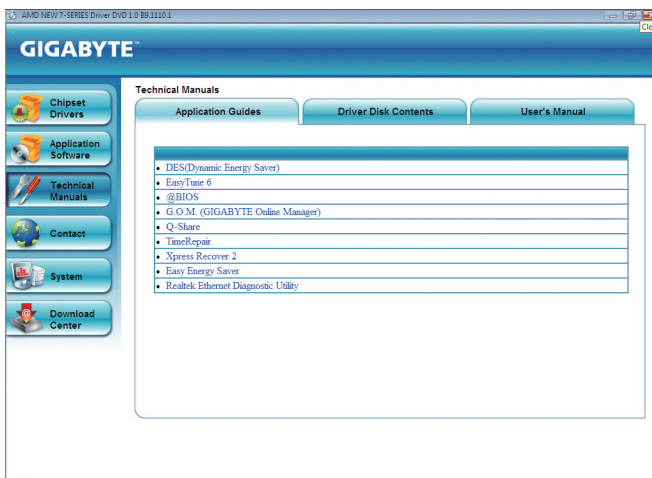 AMD NEW 7-SERIES Driver DVD 1.0 B9.1110.1
Clo
GIGABYTE™
Chipset
Drivers
Application
Software
Technical
Manuals
Contact
System
Download
Center
Technical Manuals
Application Guides
Driver Disk Contents
User's Manual
• DES(Dynamic Energy Saver)
• EasyTune 6
• @BIOS
• G.O.M. (GIGABYTE Online Manager)
• Q-Share
• TimeRepair
• Xpress Recover 2
• Easy Energy Saver
• Realtek Ethernet Diagnostic Utility